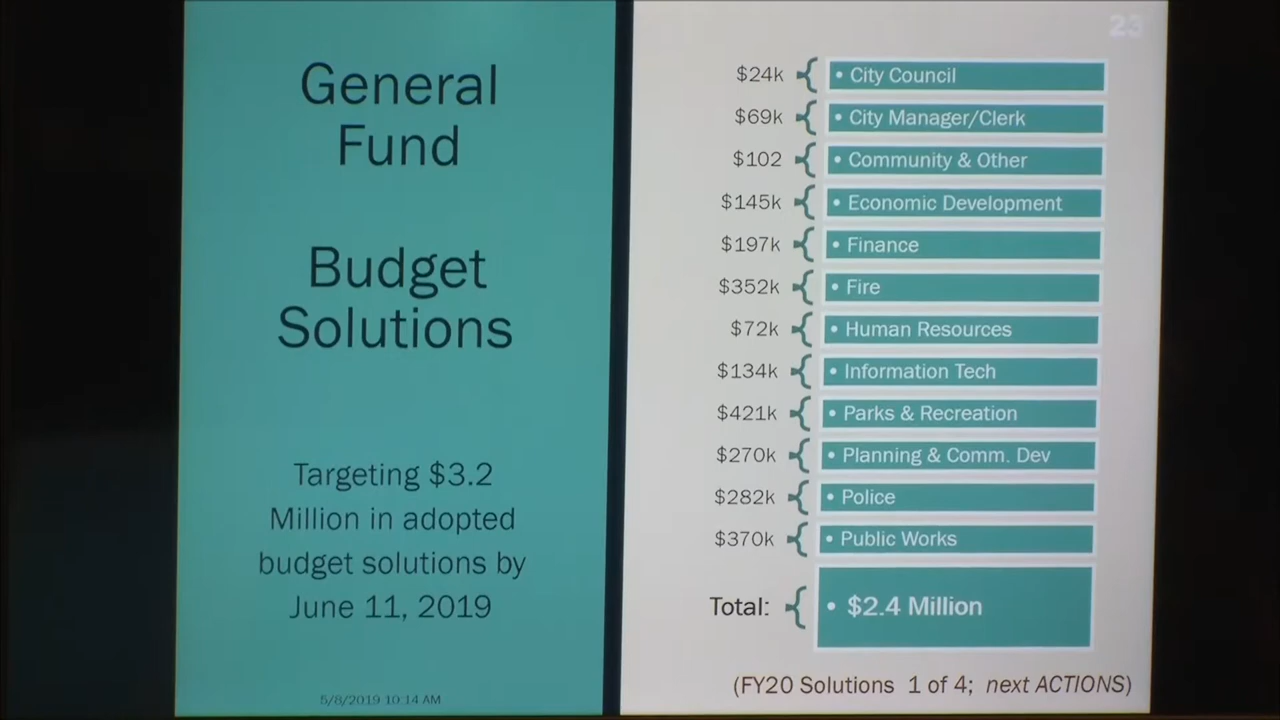 General
Fund
Budget
Solutions
Targeting $3.2
Million in adopted
budget solutions by
June 11, 2019
5/8/2019 10:14 AM
23
$24k • City Council
$69k • City Manager/Clerk
$102 • Community & Other
$145k • Economic Development
$197k • Finance
$352k • Fire
$72k • Human Resources
$134k • Information Tech
$421k • Parks & Recreation
$270k • Planning & Comm. Dev
$282k • Police
$370k • Public Works
Total: • $2.4 Million
(FY20 Solutions 1 of 4; next ACTIONS)